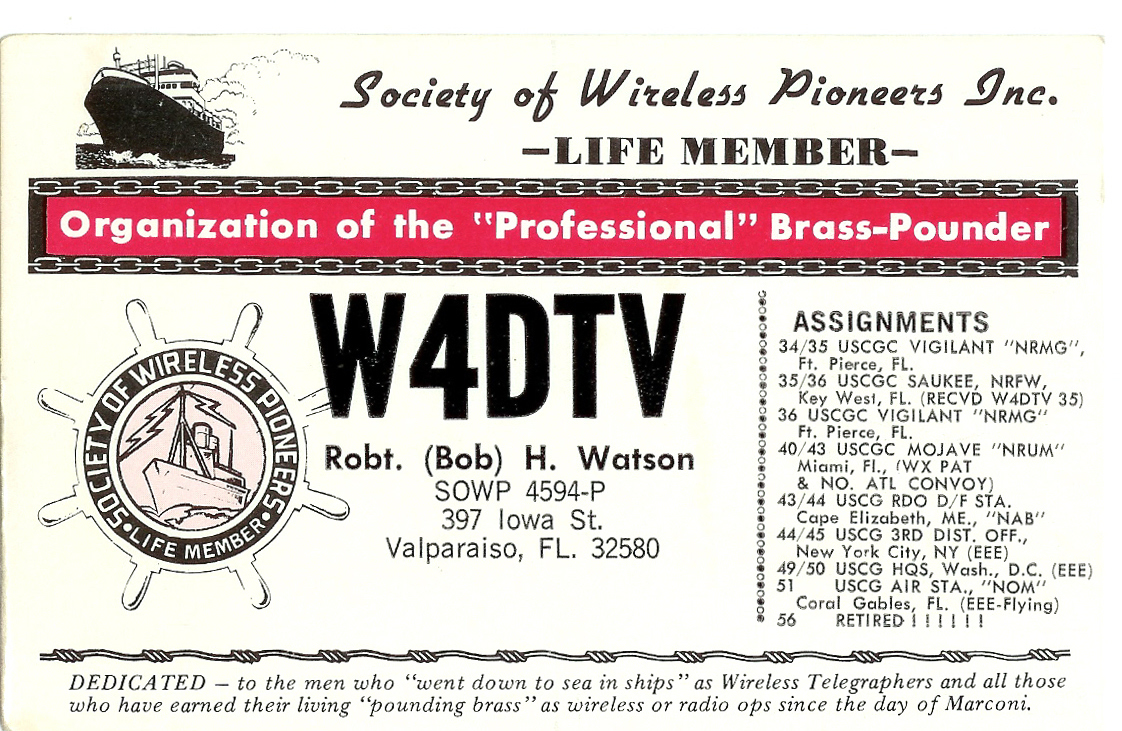 Society of Wireless Pioneers Inc.
–LIFE MEMBER–
Organization of the "Professional" Brass-Pounder
SOCIETY OF WIRELESS PIONEERS
• LIFE MEMBER •
W4DTV
Robt. (Bob) H. Watson
SOWP 4594-P
397 Iowa St.
Valparaiso, FL. 32580
ASSIGNMENTS
34/35 USCGC VIGILANT "NRMG",
Ft. Pierce, FL.
35/36 USCGC SAUKEE, NRFW,
Key West, FL. (RECVD W4DTV 35)
36 USCGC VIGILANT "NRMG"
Ft. Pierce, FL.
40/43 USCGC MOJAVE "NRUM"
Miami, Fl., (WX PAT
& NO. ATL CONVOY)
43/44 USCG RDO D/F STA.
Cape Elizabeth, ME., "NAB"
44/45 USCG 3RD DIST. OFF.,
New York City, NY (EEE)
49/50 USCG HQS, Wash., D.C. (EEE)
51 USCG AIR STA., "NOM"
Coral Gables, FL. (EEE-Flying)
56 RETIRED ! ! ! ! ! !
DEDICATED – to the men who "went down to sea in ships" as Wireless Telegraphers and all those
who have earned their living "pounding brass" as wireless or radio ops since the day of Marconi.